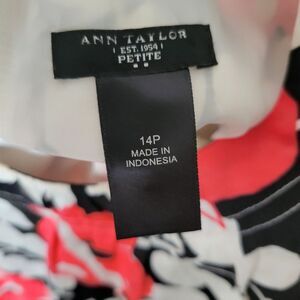 ANN TAYLOR
EST. 1954
PETITE
14P
MADE IN
INDONESIA